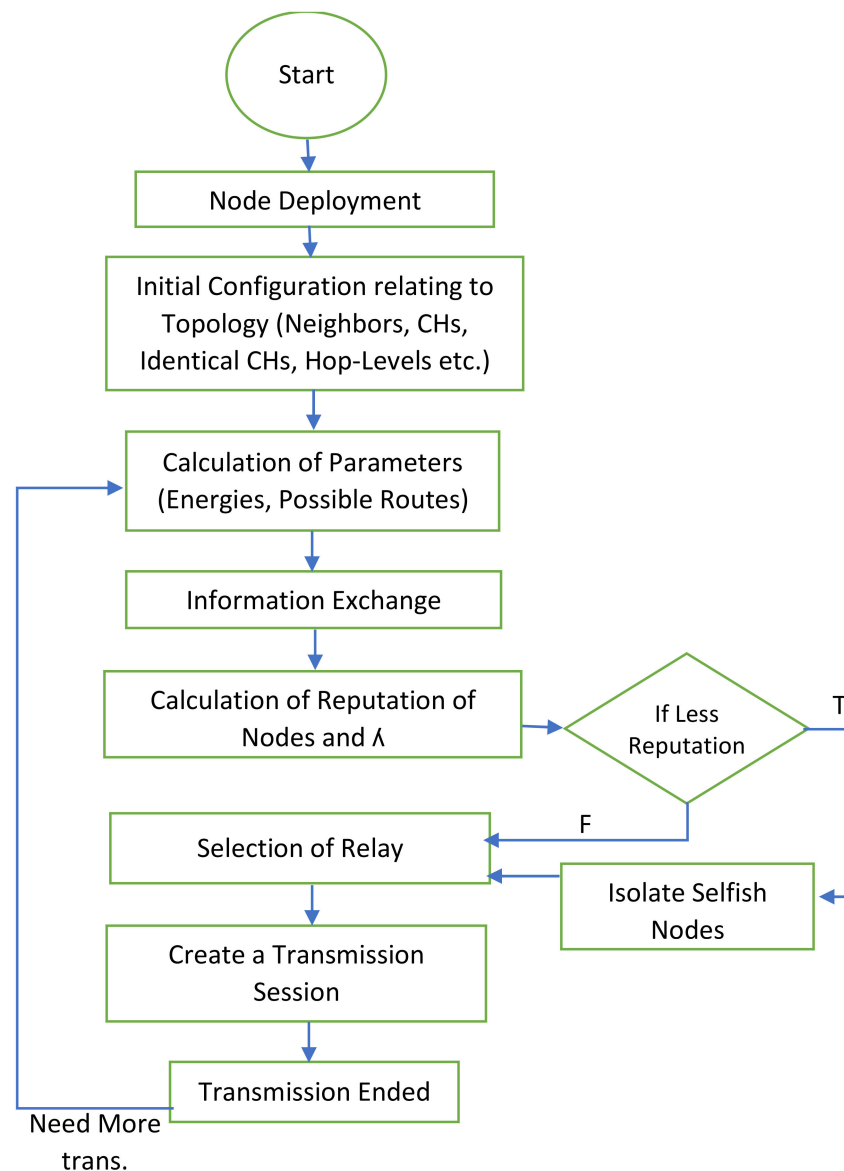 Start
Node Deployment
Initial Configuration relating to
Topology (Neighbors, CHs,
Identical CHs, Hop-Levels etc.)
Calculation of Parameters
(Energies, Possible Routes)
Information Exchange
Calculation of Reputation of
Nodes and ʎ
If Less
Reputation
T
F
Selection of Relay
Isolate Selfish
Nodes
Create a Transmission
Session
Transmission Ended
Need More
trans.